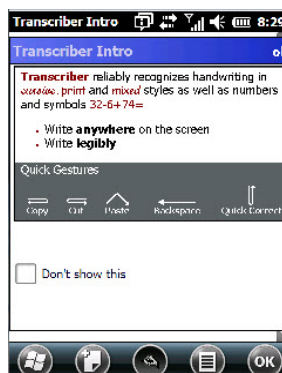 Transcriber Intro 8:29
Transcriber Intro ok
Transcriber reliably recognizes handwriting in
cursive, print and mixed styles as well as numbers
and symbols 32-6+74=
• Write anywhere on the screen
• Write legibly
Quick Gestures
Copy Cut Paste Backspace Quick Correct
Don't show this
OK